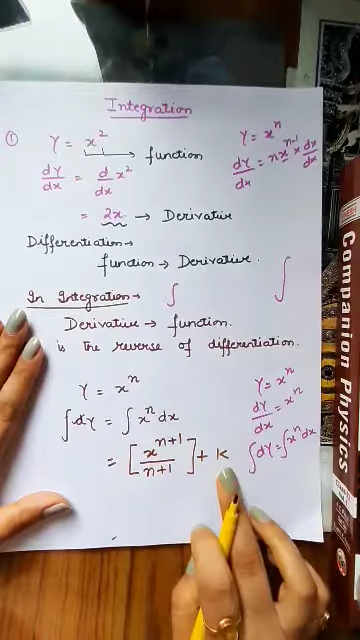 Integration
① Y = x² → function
dY/dx = d/dx x²
= 2x → Derivative
Y = xⁿ
dY/dx = nxⁿ⁻¹ × dx/dx
Differentiation →
function → Derivative.
In Integration → ∫
∫
Derivative → function.
is the reverse of differentiation.
Y = xⁿ
∫dY = ∫xⁿ dx
= [xⁿ⁺¹/n+1] + K
Y = xⁿ
dY/dx = xⁿ
∫dY = ∫xⁿ dx